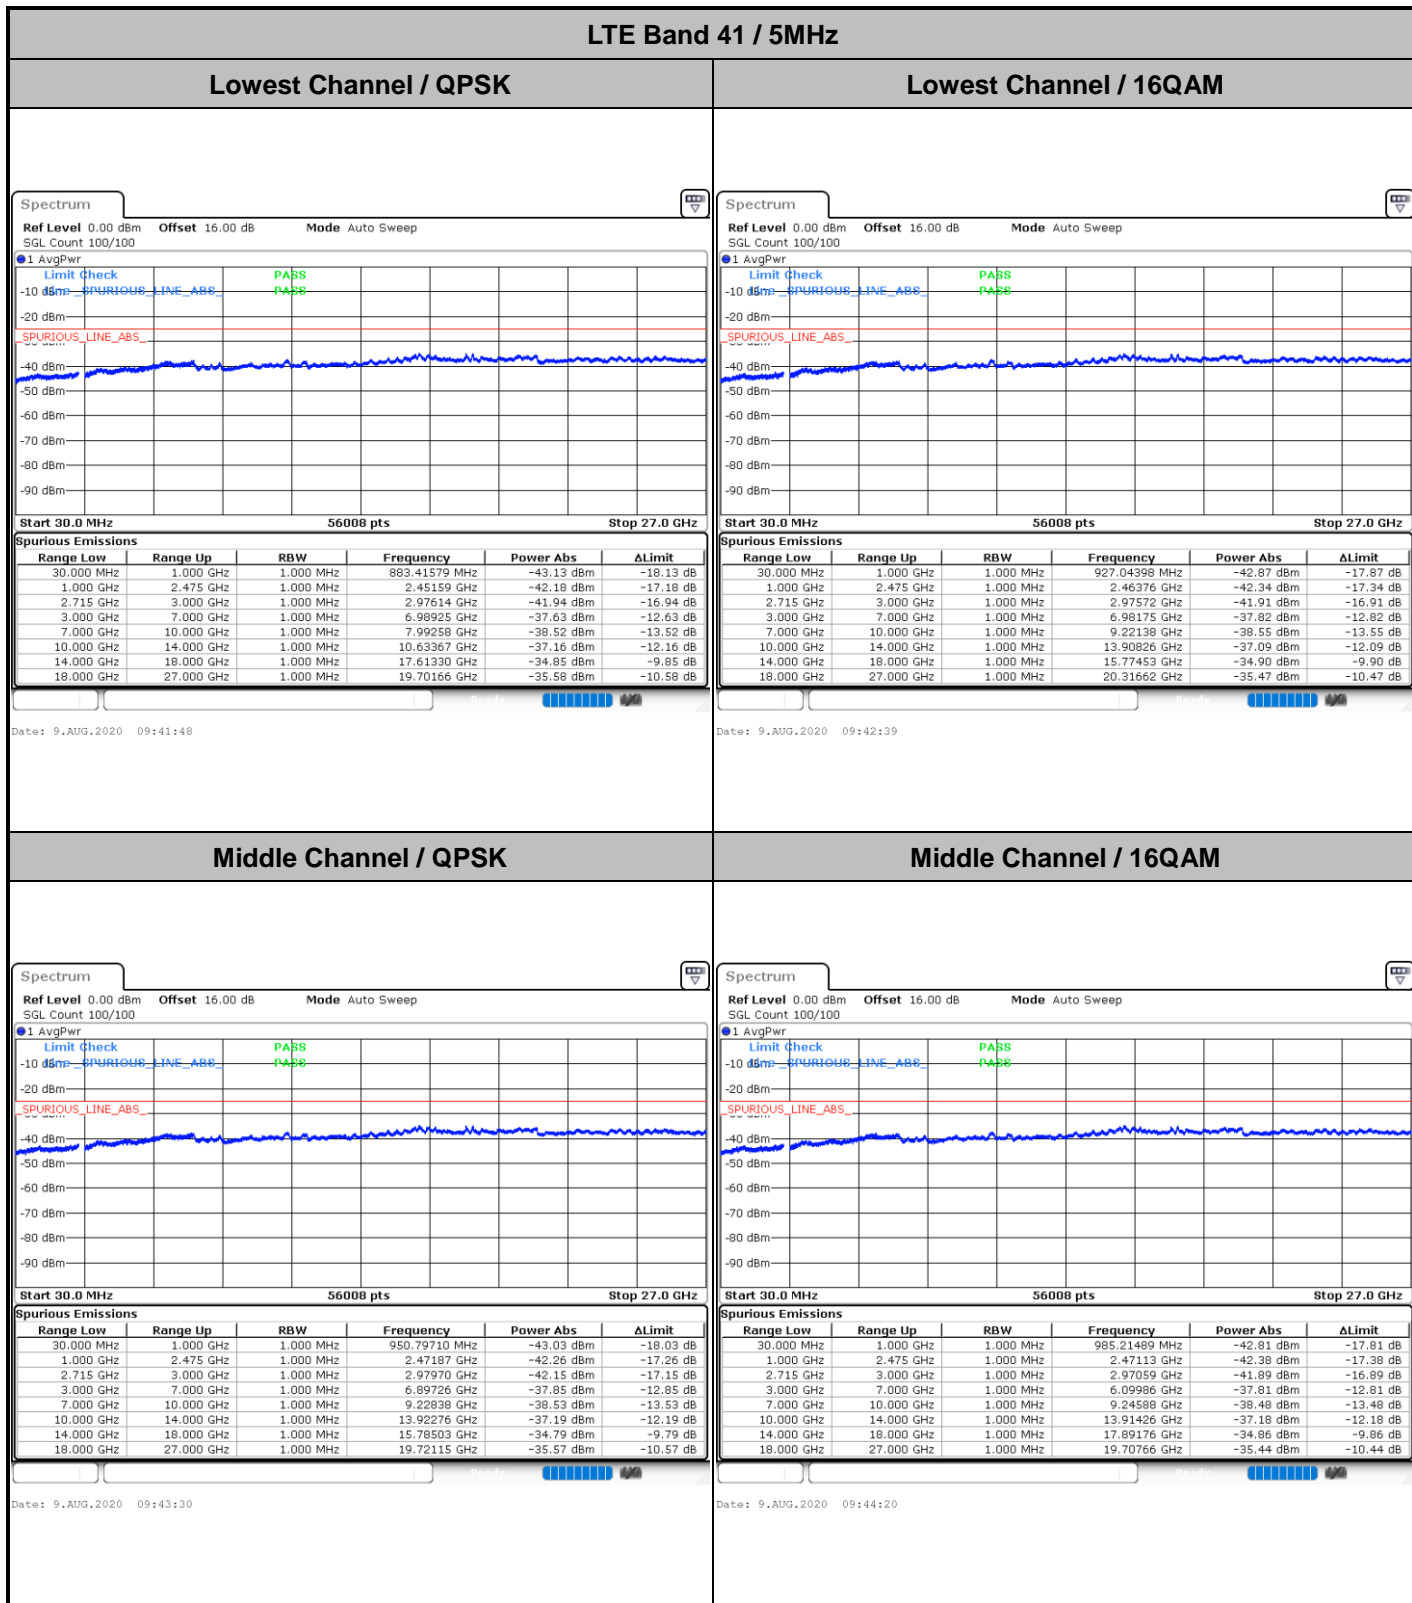 LTE Band 41 / 5MHz
Lowest Channel / QPSK
Lowest Channel / 16QAM
Spectrum
Ref Level 0.00 dBm Offset 16.00 dB Mode Auto Sweep
SGL Count 100/100
1 AvgPwr
Limit Check PASS
Line _SPURIOUS_LINE_ABS_ PASS
-10 dBm
-20 dBm
_SPURIOUS_LINE_ABS_
-40 dBm
-50 dBm
-60 dBm
-70 dBm
-80 dBm
-90 dBm
Start 30.0 MHz 56008 pts Stop 27.0 GHz
Spurious Emissions
Range Low Range Up RBW Frequency Power Abs ΔLimit
30.000 MHz 1.000 GHz 1.000 MHz 883.41579 MHz -43.13 dBm -18.13 dB
1.000 GHz 2.475 GHz 1.000 MHz 2.45159 GHz -42.18 dBm -17.18 dB
2.715 GHz 3.000 GHz 1.000 MHz 2.97614 GHz -41.94 dBm -16.94 dB
3.000 GHz 7.000 GHz 1.000 MHz 6.98925 GHz -37.63 dBm -12.63 dB
7.000 GHz 10.000 GHz 1.000 MHz 7.99258 GHz -38.52 dBm -13.52 dB
10.000 GHz 14.000 GHz 1.000 MHz 10.63367 GHz -37.16 dBm -12.16 dB
14.000 GHz 18.000 GHz 1.000 MHz 17.61330 GHz -34.85 dBm -9.85 dB
18.000 GHz 27.000 GHz 1.000 MHz 19.70166 GHz -35.58 dBm -10.58 dB
Date: 9.AUG.2020 09:41:48
Spectrum
Ref Level 0.00 dBm Offset 16.00 dB Mode Auto Sweep
SGL Count 100/100
1 AvgPwr
Limit Check PASS
Line _SPURIOUS_LINE_ABS_ PASS
-10 dBm
-20 dBm
_SPURIOUS_LINE_ABS_
-40 dBm
-50 dBm
-60 dBm
-70 dBm
-80 dBm
-90 dBm
Start 30.0 MHz 56008 pts Stop 27.0 GHz
Spurious Emissions
Range Low Range Up RBW Frequency Power Abs ΔLimit
30.000 MHz 1.000 GHz 1.000 MHz 927.04398 MHz -42.87 dBm -17.87 dB
1.000 GHz 2.475 GHz 1.000 MHz 2.46376 GHz -42.34 dBm -17.34 dB
2.715 GHz 3.000 GHz 1.000 MHz 2.97572 GHz -41.91 dBm -16.91 dB
3.000 GHz 7.000 GHz 1.000 MHz 6.98175 GHz -37.82 dBm -12.82 dB
7.000 GHz 10.000 GHz 1.000 MHz 9.22138 GHz -38.55 dBm -13.55 dB
10.000 GHz 14.000 GHz 1.000 MHz 13.90826 GHz -37.09 dBm -12.09 dB
14.000 GHz 18.000 GHz 1.000 MHz 15.77453 GHz -34.90 dBm -9.90 dB
18.000 GHz 27.000 GHz 1.000 MHz 20.31662 GHz -35.47 dBm -10.47 dB
Date: 9.AUG.2020 09:42:39
Middle Channel / QPSK
Middle Channel / 16QAM
Spectrum
Ref Level 0.00 dBm Offset 16.00 dB Mode Auto Sweep
SGL Count 100/100
1 AvgPwr
Limit Check PASS
Line _SPURIOUS_LINE_ABS_ PASS
-10 dBm
-20 dBm
_SPURIOUS_LINE_ABS_
-40 dBm
-50 dBm
-60 dBm
-70 dBm
-80 dBm
-90 dBm
Start 30.0 MHz 56008 pts Stop 27.0 GHz
Spurious Emissions
Range Low Range Up RBW Frequency Power Abs ΔLimit
30.000 MHz 1.000 GHz 1.000 MHz 950.79710 MHz -43.03 dBm -18.03 dB
1.000 GHz 2.475 GHz 1.000 MHz 2.47187 GHz -42.26 dBm -17.26 dB
2.715 GHz 3.000 GHz 1.000 MHz 2.97970 GHz -42.15 dBm -17.15 dB
3.000 GHz 7.000 GHz 1.000 MHz 6.89726 GHz -37.85 dBm -12.85 dB
7.000 GHz 10.000 GHz 1.000 MHz 9.22838 GHz -38.53 dBm -13.53 dB
10.000 GHz 14.000 GHz 1.000 MHz 13.92276 GHz -37.19 dBm -12.19 dB
14.000 GHz 18.000 GHz 1.000 MHz 15.78503 GHz -34.79 dBm -9.79 dB
18.000 GHz 27.000 GHz 1.000 MHz 19.72115 GHz -35.57 dBm -10.57 dB
Date: 9.AUG.2020 09:43:30
Spectrum
Ref Level 0.00 dBm Offset 16.00 dB Mode Auto Sweep
SGL Count 100/100
1 AvgPwr
Limit Check PASS
Line _SPURIOUS_LINE_ABS_ PASS
-10 dBm
-20 dBm
_SPURIOUS_LINE_ABS_
-40 dBm
-50 dBm
-60 dBm
-70 dBm
-80 dBm
-90 dBm
Start 30.0 MHz 56008 pts Stop 27.0 GHz
Spurious Emissions
Range Low Range Up RBW Frequency Power Abs ΔLimit
30.000 MHz 1.000 GHz 1.000 MHz 985.21489 MHz -42.81 dBm -17.81 dB
1.000 GHz 2.475 GHz 1.000 MHz 2.47113 GHz -42.38 dBm -17.38 dB
2.715 GHz 3.000 GHz 1.000 MHz 2.97059 GHz -41.89 dBm -16.89 dB
3.000 GHz 7.000 GHz 1.000 MHz 6.09986 GHz -37.81 dBm -12.81 dB
7.000 GHz 10.000 GHz 1.000 MHz 9.24588 GHz -38.48 dBm -13.48 dB
10.000 GHz 14.000 GHz 1.000 MHz 13.91426 GHz -37.18 dBm -12.18 dB
14.000 GHz 18.000 GHz 1.000 MHz 17.89176 GHz -34.86 dBm -9.86 dB
18.000 GHz 27.000 GHz 1.000 MHz 19.70766 GHz -35.44 dBm -10.44 dB
Date: 9.AUG.2020 09:44:20